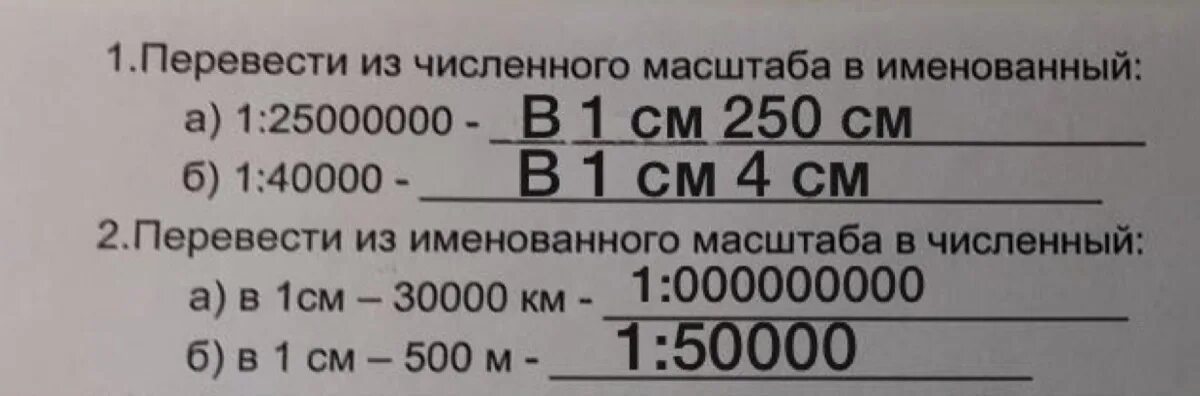 1.Перевести из численного масштаба в именованный:
а) 1:25000000 - В 1 см 250 см
б) 1:40000 - В 1 см 4 см
2.Перевести из именованного масштаба в численный:
а) в 1см – 30000 км - 1:000000000
б) в 1 см – 500 м - 1:50000